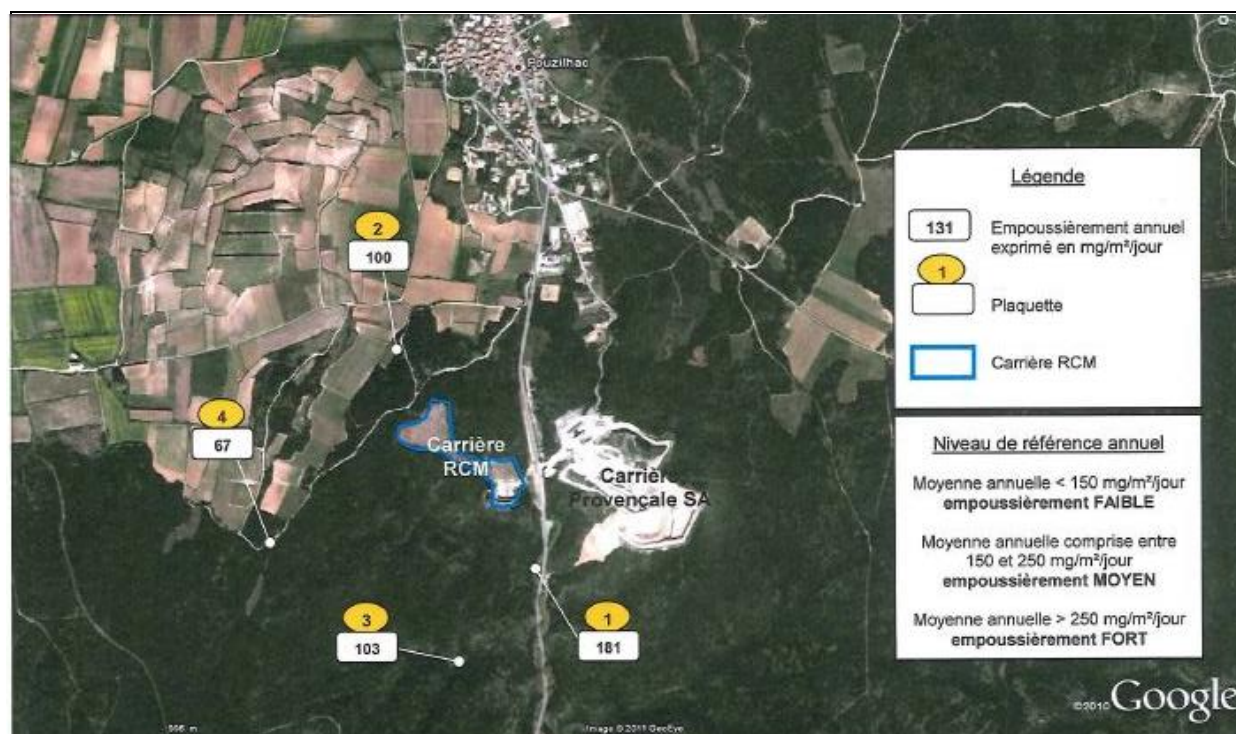 Pouzilhac
2
100
4
67
Carrière
RCM
Carrière
Provençale SA
3
103
1
181
Légende
131
Empoussièrement annuel
exprimé en mg/m²/jour
1
Plaquette
Carrière RCM
Niveau de référence annuel
Moyenne annuelle < 150 mg/m²/jour
empoussièrement FAIBLE
Moyenne annuelle comprise entre
150 et 250 mg/m²/jour
empoussièrement MOYEN
Moyenne annuelle > 250 mg/m²/jour
empoussièrement FORT
©2010 Google
Image © 2011 GeoEye